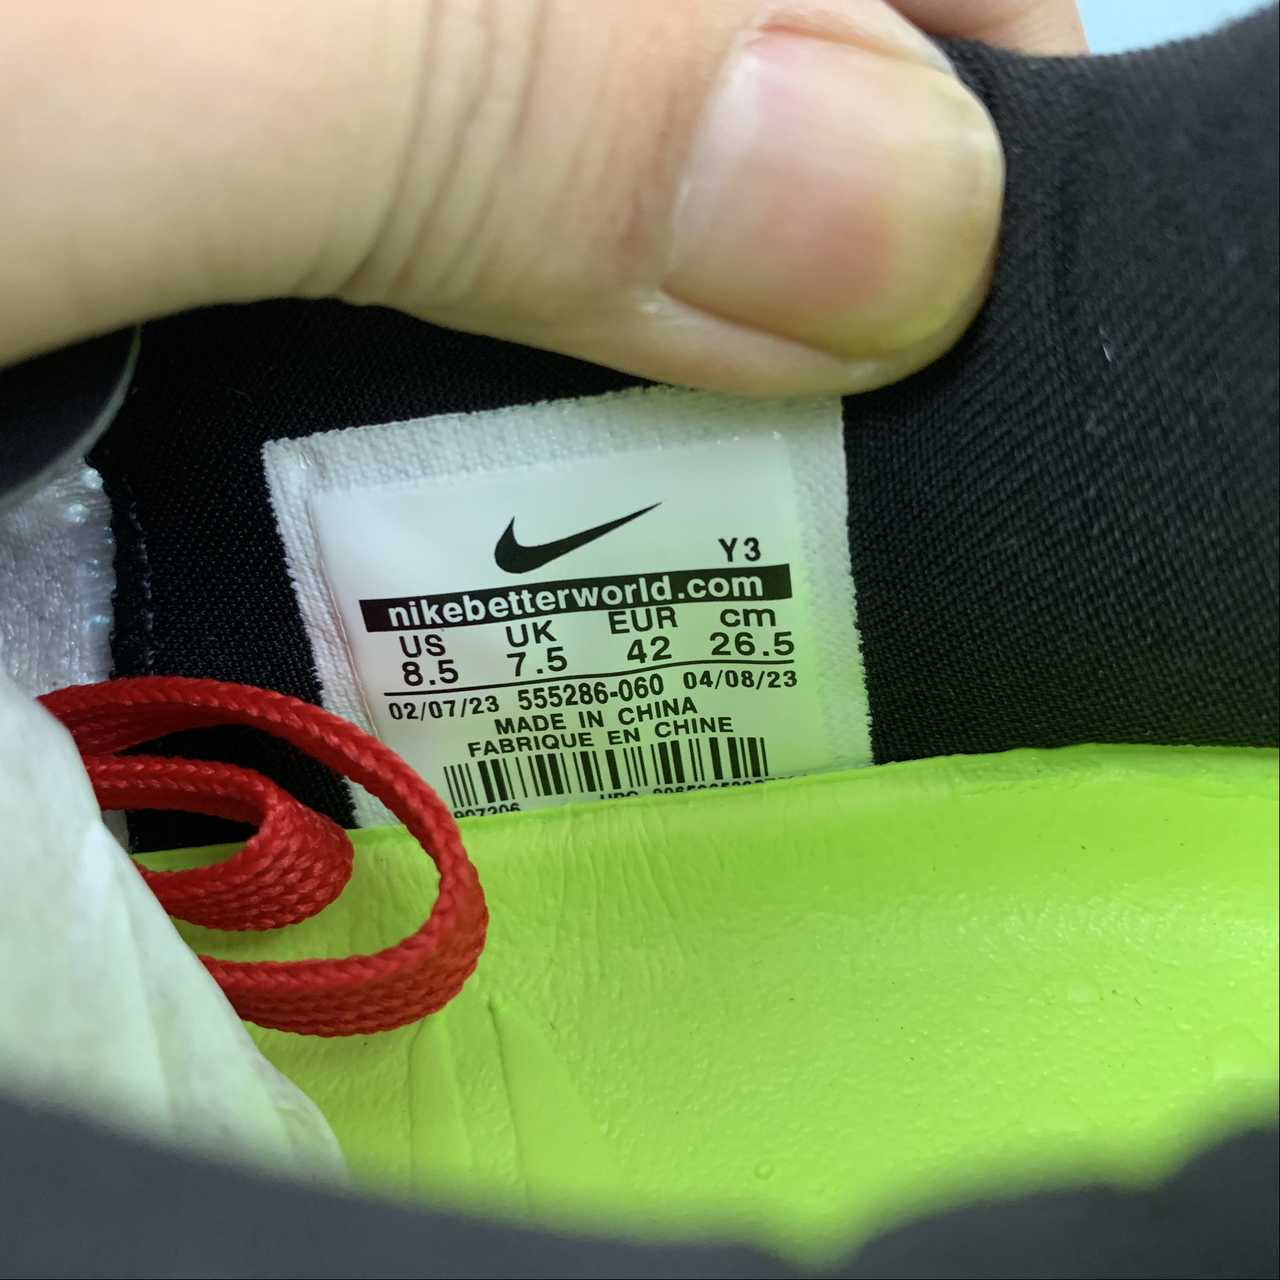 Y3
nikebetterworld.com
US UK EUR cm
8.5 7.5 42 26.5
02/07/23 555286-060 04/08/23
MADE IN CHINA
FABRIQUE EN CHINE